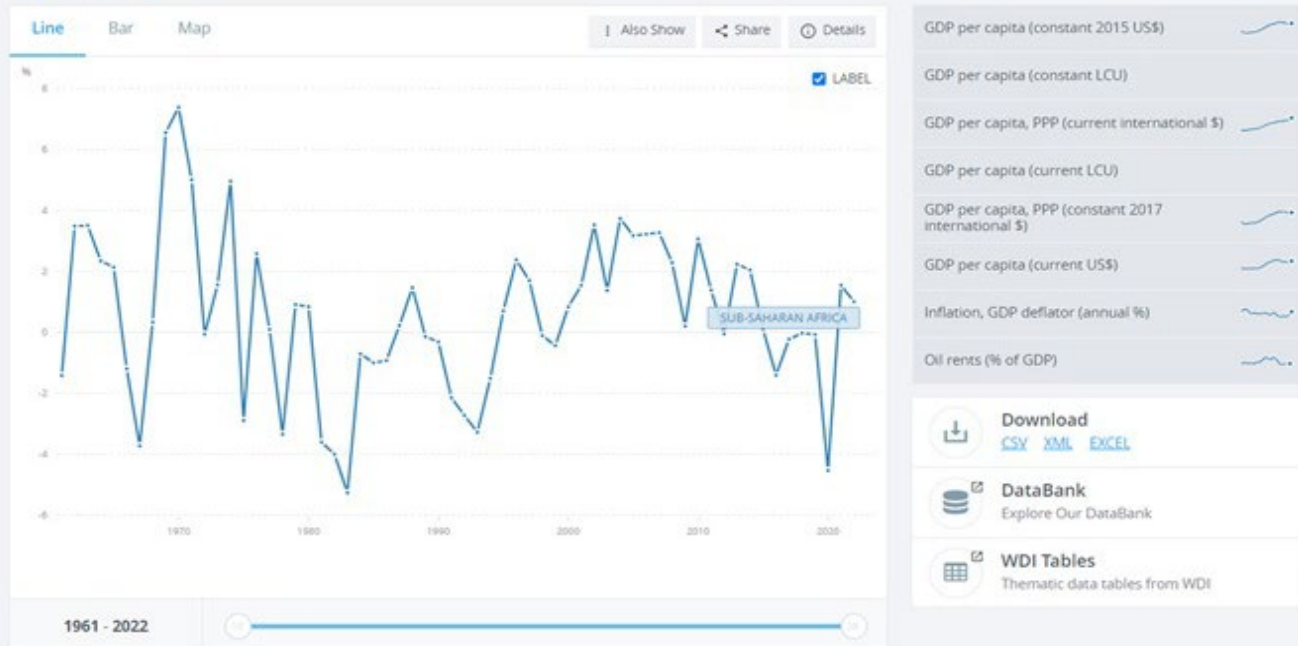 Line Bar Map
Also Show Share Details
%
LABEL
8
6
4
2
0
-2
-4
-6
SUB-SAHARAN AFRICA
1970 1980 1990 2000 2010 2020
1961 - 2022
GDP per capita (constant 2015 US$)
GDP per capita (constant LCU)
GDP per capita, PPP (current international $)
GDP per capita (current LCU)
GDP per capita, PPP (constant 2017
international $)
GDP per capita (current US$)
Inflation, GDP deflator (annual %)
Oil rents (% of GDP)
Download
CSV XML EXCEL
DataBank
Explore Our DataBank
WDI Tables
Thematic data tables from WDI